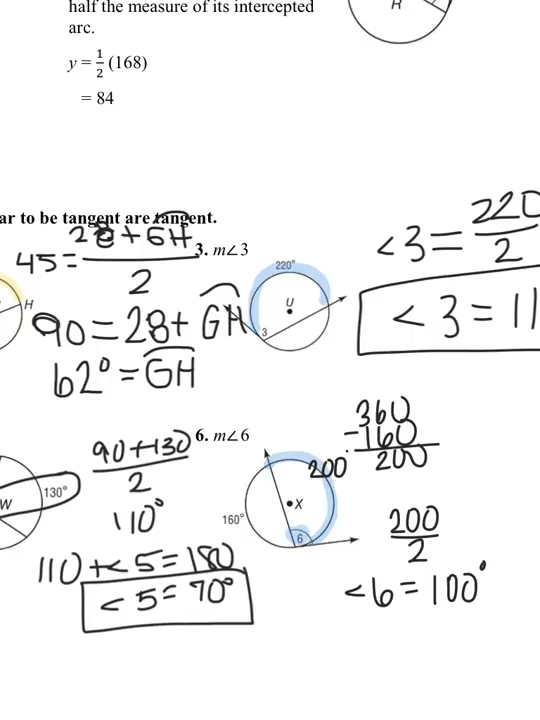 half the measure of its intercepted
arc.
R
y = 1/2 (168)
= 84
ar to be tangent are tangent.
45 = 28 + GH / 2
90 = 28 + GH
62° = GH
H
3. m∠3
220°
U
3
<3 = 220 / 2
<3 = 11
90 + 130 / 2
110°
110 + <5 = 180
<5 = 70°
W
130°
6. m∠6
200
X
160°
6
360
-160
200
200 / 2
<6 = 100°